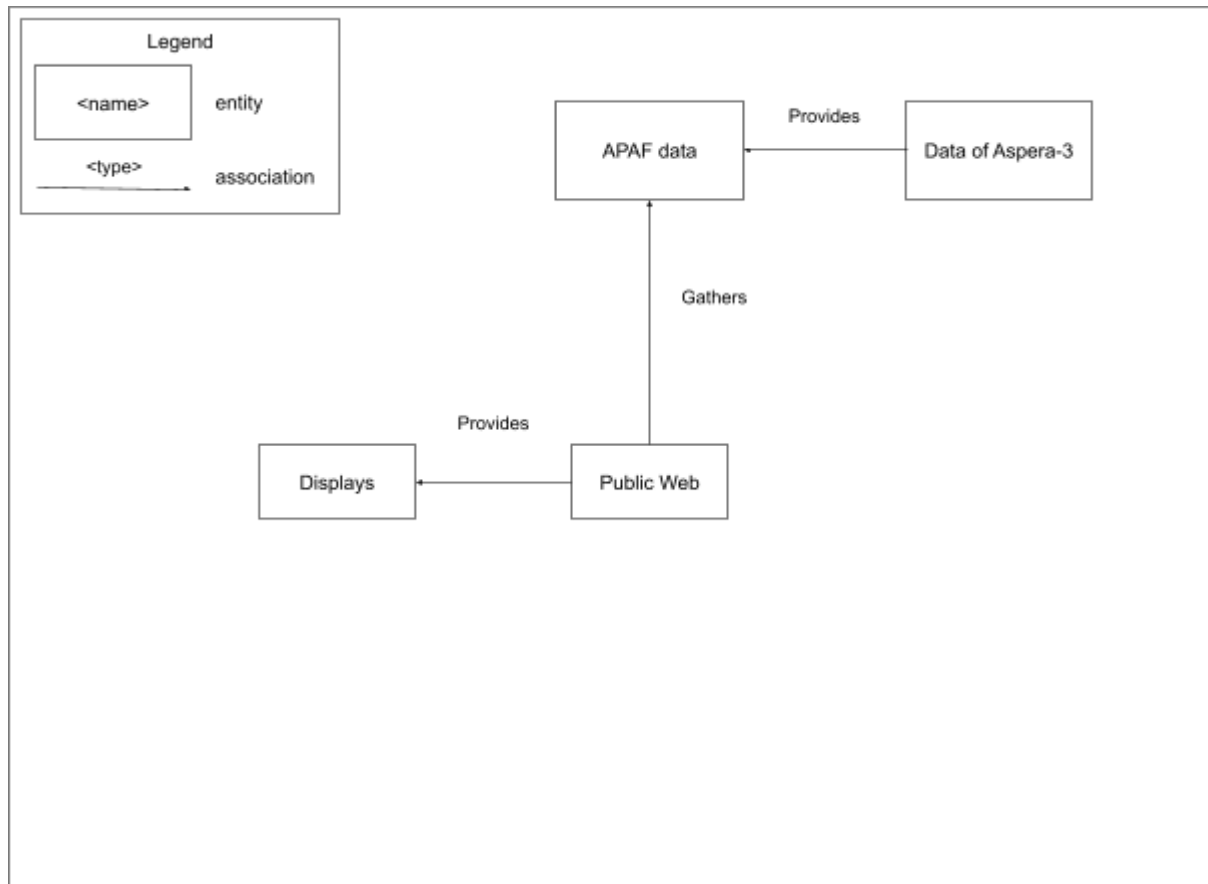 Legend
<name>
entity
<type>
association
Provides
APAF data
Data of Aspera-3
Gathers
Provides
Displays
Public Web